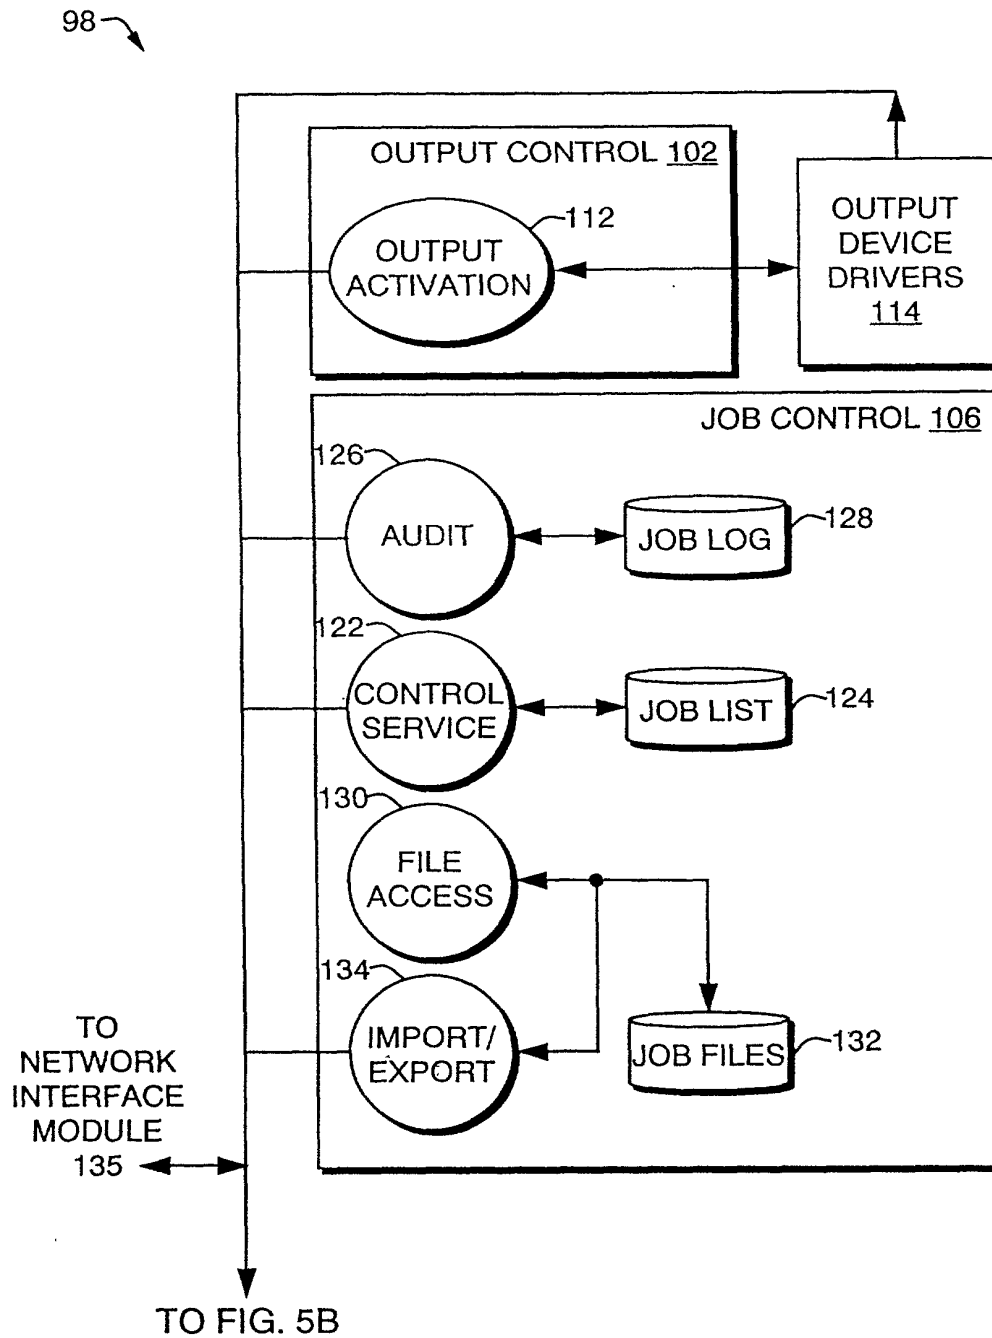 98
OUTPUT CONTROL 102
112
OUTPUT
ACTIVATION
OUTPUT
DEVICE
DRIVERS
114
JOB CONTROL 106
126
AUDIT
JOB LOG
128
122
CONTROL
SERVICE
JOB LIST
124
130
FILE
ACCESS
134
IMPORT/
EXPORT
JOB FILES
132
TO
NETWORK
INTERFACE
MODULE
135
TO FIG. 5B